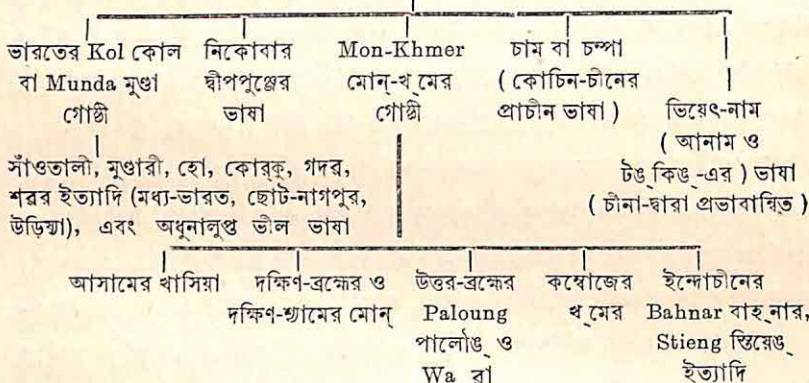 ভারতের Kol কোল
বা Munda মুণ্ডা
গোষ্ঠী
নিকোবার
দ্বীপপুঞ্জের
ভাষা
Mon-Khmer
মোন্-খ্মের
গোষ্ঠী
চাম বা চম্পা
( কোচিন-চীনের
প্রাচীন ভাষা )
ভিয়েৎ-নাম
( আনাম ও
টঙ্কিঙ্-এর ) ভাষা
( চীনা-দ্বারা প্রভাবান্বিত )
সাঁওতালী, মুণ্ডারী, হো, কোর্কু, গদব,
শবর ইত্যাদি (মধ্য-ভারত, ছোট-নাগপুর,
উড়িষ্যা), এবং অধুনালুপ্ত ভীল ভাষা
আসামের খাসিয়া
দক্ষিণ-ব্রহ্মের ও
দক্ষিণ-শ্যামের মোন্
উত্তর-ব্রহ্মের
Paloung
পালৌঙ্ ও
Wa বা
কম্বোজের
খ্মের
ইন্দোচীনের
Bahnar বাহ্নার,
Stieng স্তিয়েঙ্
ইত্যাদি